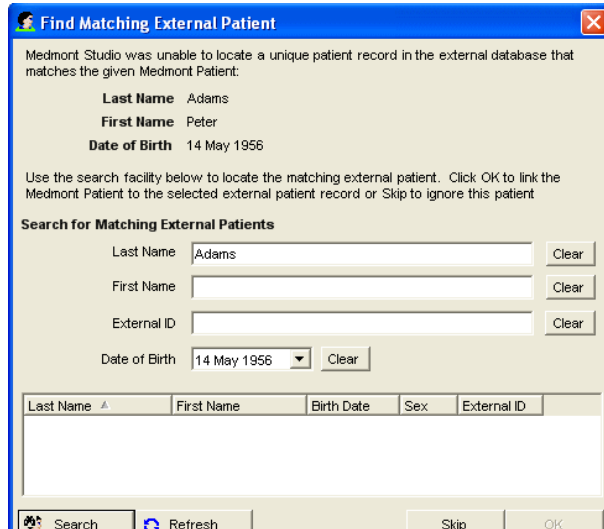 Find Matching External Patient
Medmont Studio was unable to locate a unique patient record in the external database that
matches the given Medmont Patient:
Last Name Adams
First Name Peter
Date of Birth 14 May 1956
Use the search facility below to locate the matching external patient. Click OK to link the
Medmont Patient to the selected external patient record or Skip to ignore this patient
Search for Matching External Patients
Last Name Adams Clear
First Name Clear
External ID Clear
Date of Birth 14 May 1956 Clear
Last Name First Name Birth Date Sex External ID
Search Refresh Skip OK